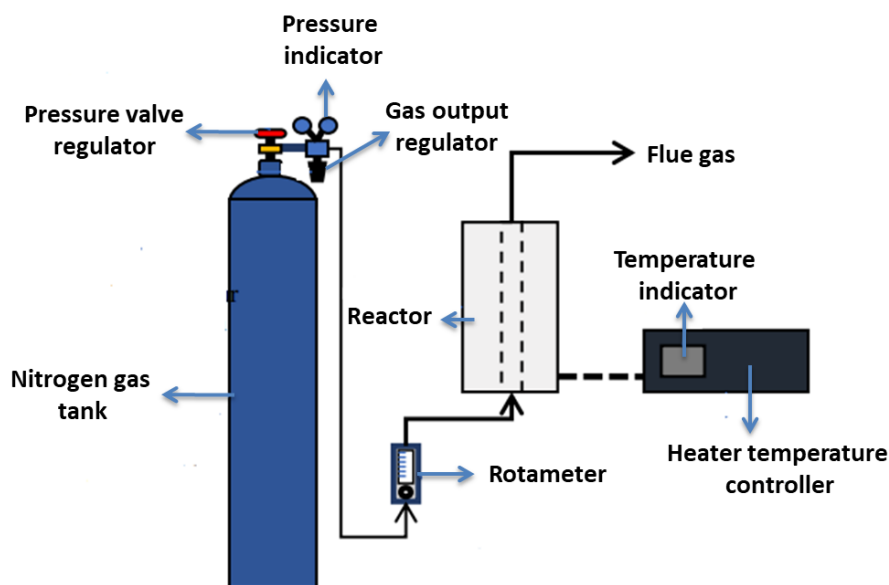 Pressure
indicator
Pressure valve
regulator
Gas output
regulator
Flue gas
Temperature
indicator
Reactor
Nitrogen gas
tank
Rotameter
Heater temperature
controller